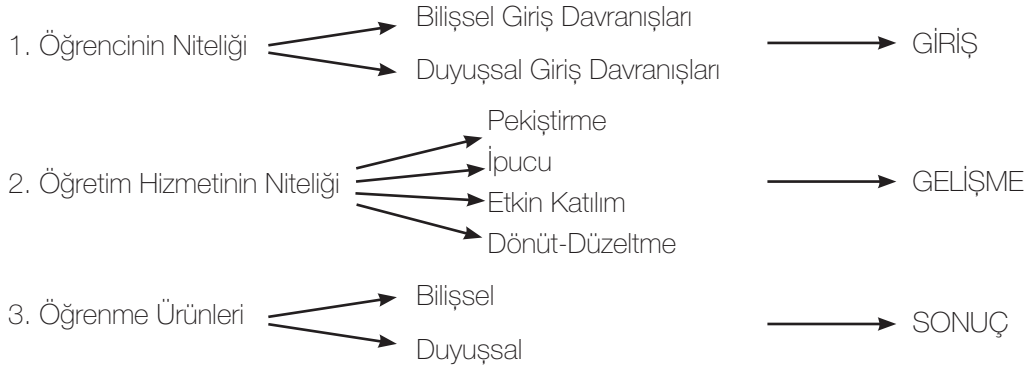 1. Öğrencinin Niteliği
Bilişsel Giriş Davranışları
Duyuşsal Giriş Davranışları
GİRİŞ
2. Öğretim Hizmetinin Niteliği
Pekiştirme
İpucu
Etkin Katılım
Dönüt-Düzeltme
GELİŞME
3. Öğrenme Ürünleri
Bilişsel
Duyuşsal
SONUÇ